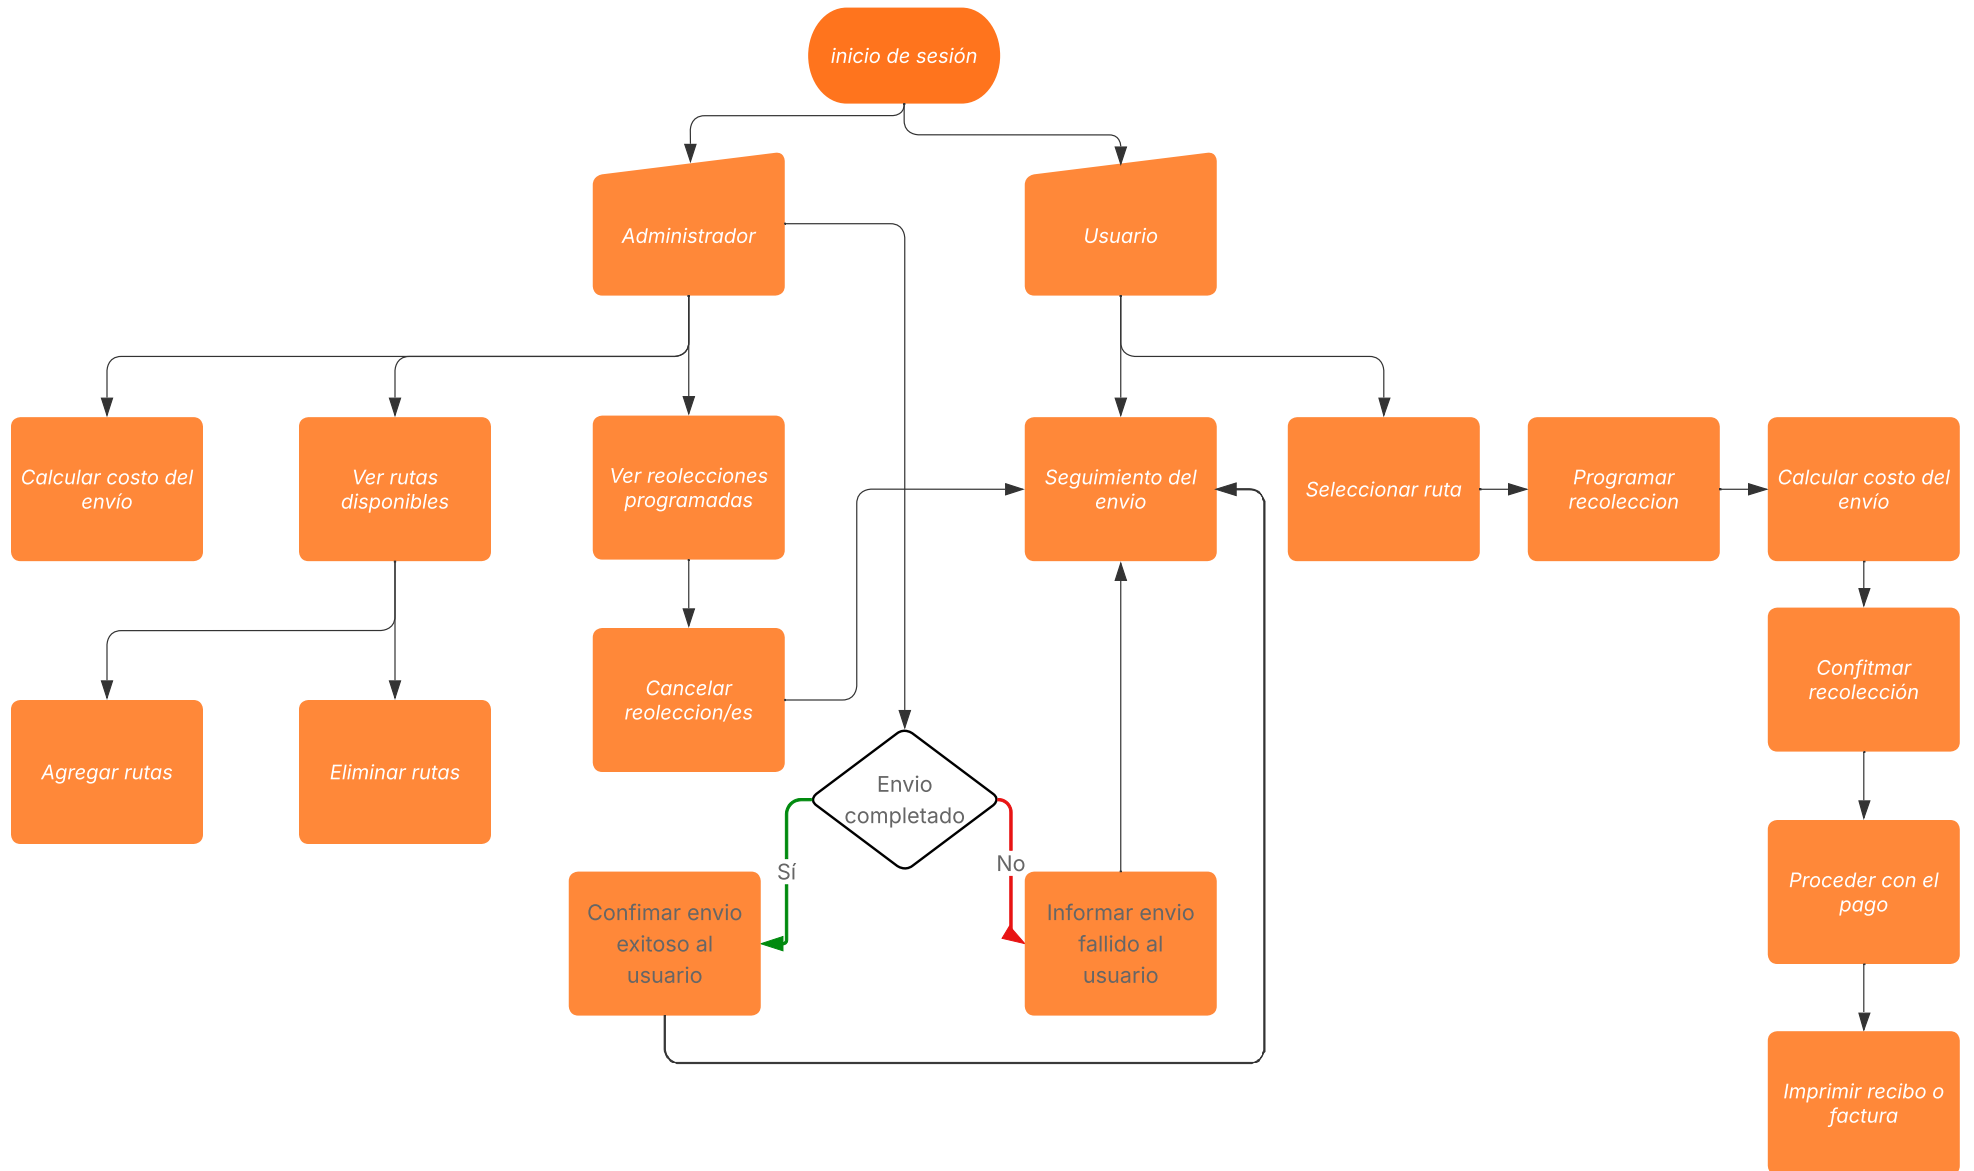 inicio de sesión
Administrador
Usuario
Calcular costo del
envío
Ver rutas
disponibles
Ver reolecciones
programadas
Seguimiento del
envio
Seleccionar ruta
Programar
recoleccion
Calcular costo del
envío
Agregar rutas
Eliminar rutas
Cancelar
reoleccion/es
Confitmar
recolección
Envio
completado
Sí
No
Confimar envio
exitoso al
usuario
Informar envio
fallido al
usuario
Proceder con el
pago
Imprimir recibo o
factura